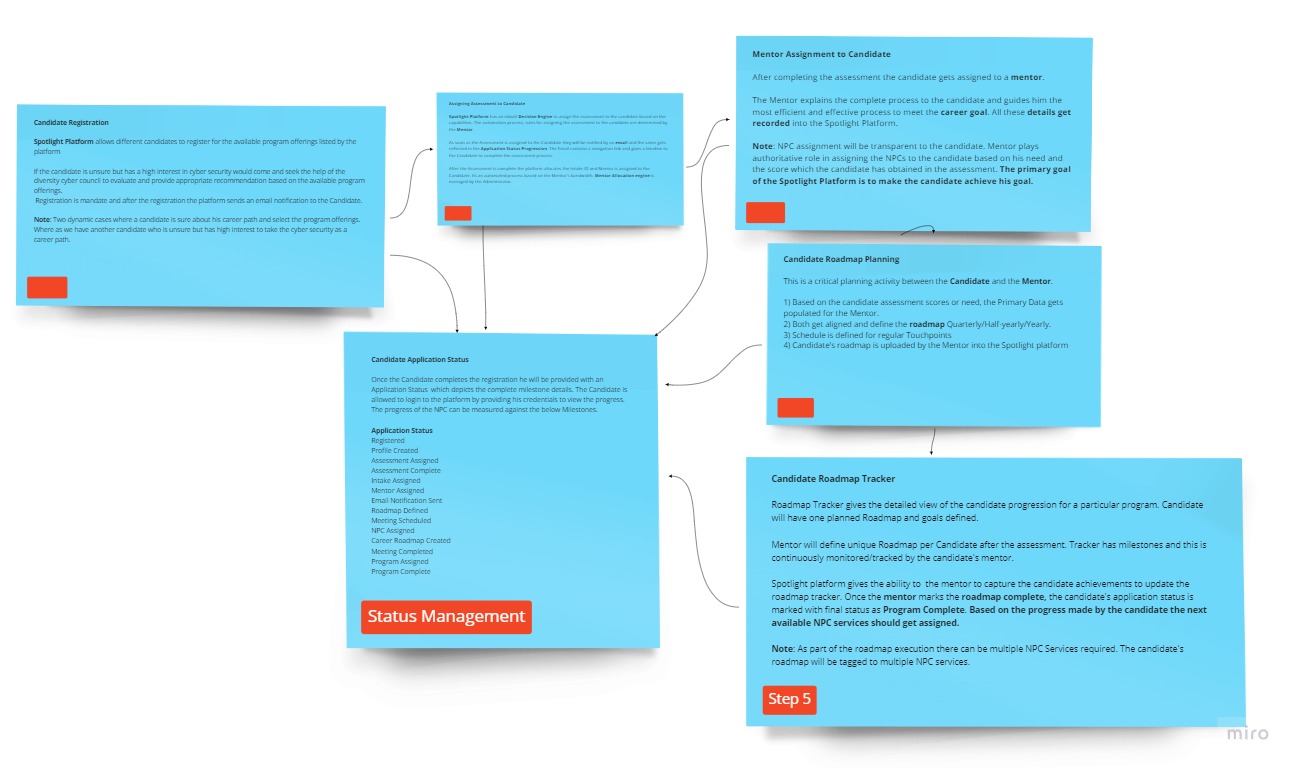 Candidate Registration
Spotlight Platform allows different candidates to register for the available program offerings listed by the
platform
If the candidate is unsure but has a high interest in cyber security would come and seek the help of the
diversity cyber council to evaluate and provide appropriate recommendation based on the available program
offerings.
Registration is mandate and after the registration the platform sends an email notification to the Candidate.
Note: Two dynamic cases where a candidate is sure about his career path and select the program offerings.
Where as we have another candidate who is unsure but has high interest to take the cyber security as a
career path.
Assigning Assessment to Candidate
Spotlight Platform has an inbuilt Decision Engine to assign the assessment to the candidate based on the
capabilities. The automation process, rules for assigning the assessment to the candidates are determined by
the Mentor.
As soon as the Assessment is assigned to the Candidate they will be notified by an email and the same gets
reflected in the Application Status Progression. The Email contains a navigation link and gives a timeline to
the Candidate to complete the assessment process.
After the Assessment is complete the platform allocates the Intake ID and Mentor is assigned to the
Candidate. Its an automated process based on the Mentor's bandwidth. Mentor Allocation engine is
managed by the Administrator.
Mentor Assignment to Candidate
After completing the assessment the candidate gets assigned to a mentor.
The Mentor explains the complete process to the candidate and guides him the
most efficient and effective process to meet the career goal. All these details get
recorded into the Spotlight Platform.
Note: NPC assignment will be transparent to the candidate. Mentor plays
authoritative role in assigning the NPCs to the candidate based on his need and
the score which the candidate has obtained in the assessment. The primary goal
of the Spotlight Platform is to make the candidate achieve his goal.
Candidate Roadmap Planning
This is a critical planning activity between the Candidate and the Mentor.
1) Based on the candidate assessment scores or need, the Primary Data gets
populated for the Mentor.
2) Both get aligned and define the roadmap Quarterly/Half-yearly/Yearly.
3) Schedule is defined for regular Touchpoints
4) Candidate's roadmap is uploaded by the Mentor into the Spotlight platform
Candidate Application Status
Once the Candidate completes the registration he will be provided with an
Application Status which depicts the complete milestone details. The Candidate is
allowed to login to the platform by providing his credentials to view the progress.
The progress of the NPC can be measured against the below Milestones.
Application Status
Registered
Profile Created
Assessment Assigned
Assessment Complete
Intake Assigned
Mentor Assigned
Email Notification Sent
Roadmap Defined
Meeting Scheduled
NPC Assigned
Career Roadmap Created
Meeting Completed
Program Assigned
Program Complete
Status Management
Candidate Roadmap Tracker
Roadmap Tracker gives the detailed view of the candidate progression for a particular program. Candidate
will have one planned Roadmap and goals defined.
Mentor will define unique Roadmap per Candidate after the assessment. Tracker has milestones and this is
continuously monitored/tracked by the candidate's mentor.
Spotlight platform gives the ability to the mentor to capture the candidate achievements to update the
roadmap tracker. Once the mentor marks the roadmap complete, the candidate's application status is
marked with final status as Program Complete. Based on the progress made by the candidate the next
available NPC services should get assigned.
Note: As part of the roadmap execution there can be multiple NPC Services required. The candidate's
roadmap will be tagged to multiple NPC services.
Step 5
miro